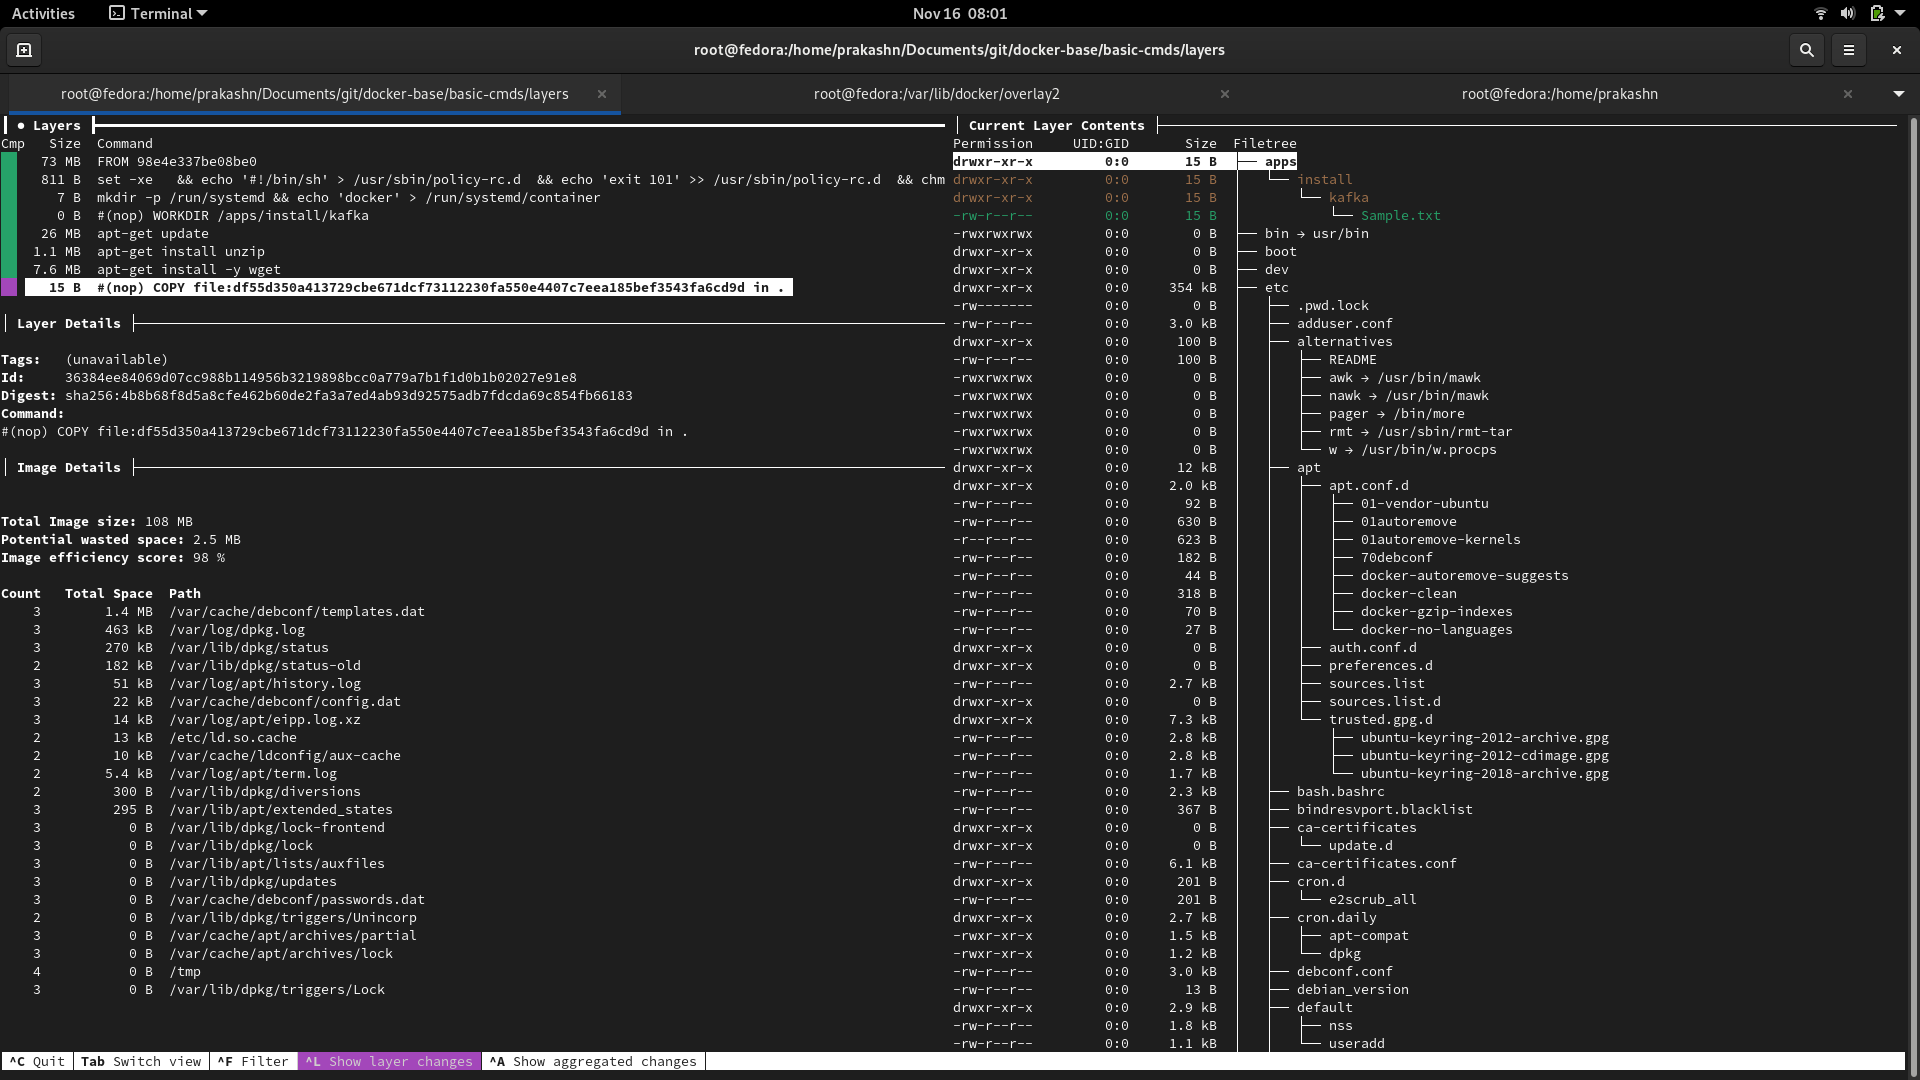 Activities Terminal Nov 16 08:01
root@fedora:/home/prakashn/Documents/git/docker-base/basic-cmds/layers
root@fedora:/home/prakashn/Documents/git/docker-base/basic-cmds/layers × root@fedora:/var/lib/docker/overlay2 × root@fedora:/home/prakashn ×
│ ● Layers ├
Cmp Size Command
73 MB FROM 98e4e337be08be0
811 B set -xe && echo '#!/bin/sh' > /usr/sbin/policy-rc.d && echo 'exit 101' >> /usr/sbin/policy-rc.d && chm
7 B mkdir -p /run/systemd && echo 'docker' > /run/systemd/container
0 B #(nop) WORKDIR /apps/install/kafka
26 MB apt-get update
1.1 MB apt-get install unzip
7.6 MB apt-get install -y wget
15 B #(nop) COPY file:df55d350a413729cbe671dcf73112230fa550e4407c7eea185bef3543fa6cd9d in .
│ Layer Details ├
Tags: (unavailable)
Id: 36384ee84069d07cc988b114956b3219898bcc0a779a7b1f1d0b1b02027e91e8
Digest: sha256:4b8b68f8d5a8cfe462b60de2fa3a7ed4ab93d92575adb7fdcda69c854fb66183
Command:
#(nop) COPY file:df55d350a413729cbe671dcf73112230fa550e4407c7eea185bef3543fa6cd9d in .
│ Image Details ├
Total Image size: 108 MB
Potential wasted space: 2.5 MB
Image efficiency score: 98 %
Count Total Space Path
3 1.4 MB /var/cache/debconf/templates.dat
3 463 kB /var/log/dpkg.log
3 270 kB /var/lib/dpkg/status
2 182 kB /var/lib/dpkg/status-old
3 51 kB /var/log/apt/history.log
3 22 kB /var/cache/debconf/config.dat
3 14 kB /var/log/apt/eipp.log.xz
2 13 kB /etc/ld.so.cache
2 10 kB /var/cache/ldconfig/aux-cache
2 5.4 kB /var/log/apt/term.log
2 300 B /var/lib/dpkg/diversions
3 295 B /var/lib/apt/extended_states
3 0 B /var/lib/dpkg/lock-frontend
3 0 B /var/lib/dpkg/lock
3 0 B /var/lib/apt/lists/auxfiles
3 0 B /var/lib/dpkg/updates
3 0 B /var/cache/debconf/passwords.dat
2 0 B /var/lib/dpkg/triggers/Unincorp
3 0 B /var/cache/apt/archives/partial
3 0 B /var/cache/apt/archives/lock
4 0 B /tmp
3 0 B /var/lib/dpkg/triggers/Lock
│ Current Layer Contents ├
Permission UID:GID Size Filetree
drwxr-xr-x 0:0 15 B ├── apps
drwxr-xr-x 0:0 15 B │ └── install
drwxr-xr-x 0:0 15 B │ └── kafka
-rw-r--r-- 0:0 15 B │ └── Sample.txt
-rwxrwxrwx 0:0 0 B ├── bin → usr/bin
drwxr-xr-x 0:0 0 B ├── boot
drwxr-xr-x 0:0 0 B ├── dev
drwxr-xr-x 0:0 354 kB ├── etc
-rw------- 0:0 0 B │ ├── .pwd.lock
-rw-r--r-- 0:0 3.0 kB │ ├── adduser.conf
drwxr-xr-x 0:0 100 B │ ├── alternatives
-rw-r--r-- 0:0 100 B │ │ ├── README
-rwxrwxrwx 0:0 0 B │ │ ├── awk → /usr/bin/mawk
-rwxrwxrwx 0:0 0 B │ │ ├── nawk → /usr/bin/mawk
-rwxrwxrwx 0:0 0 B │ │ ├── pager → /bin/more
-rwxrwxrwx 0:0 0 B │ │ ├── rmt → /usr/sbin/rmt-tar
-rwxrwxrwx 0:0 0 B │ │ └── w → /usr/bin/w.procps
drwxr-xr-x 0:0 12 kB │ ├── apt
drwxr-xr-x 0:0 2.0 kB │ │ ├── apt.conf.d
-rw-r--r-- 0:0 92 B │ │ │ ├── 01-vendor-ubuntu
-rw-r--r-- 0:0 630 B │ │ │ ├── 01autoremove
-r--r--r-- 0:0 623 B │ │ │ ├── 01autoremove-kernels
-rw-r--r-- 0:0 182 B │ │ │ ├── 70debconf
-rw-r--r-- 0:0 44 B │ │ │ ├── docker-autoremove-suggests
-rw-r--r-- 0:0 318 B │ │ │ ├── docker-clean
-rw-r--r-- 0:0 70 B │ │ │ ├── docker-gzip-indexes
-rw-r--r-- 0:0 27 B │ │ │ └── docker-no-languages
drwxr-xr-x 0:0 0 B │ │ ├── auth.conf.d
drwxr-xr-x 0:0 0 B │ │ ├── preferences.d
-rw-r--r-- 0:0 2.7 kB │ │ ├── sources.list
drwxr-xr-x 0:0 0 B │ │ ├── sources.list.d
drwxr-xr-x 0:0 7.3 kB │ │ └── trusted.gpg.d
-rw-r--r-- 0:0 2.8 kB │ │ ├── ubuntu-keyring-2012-archive.gpg
-rw-r--r-- 0:0 2.8 kB │ │ ├── ubuntu-keyring-2012-cdimage.gpg
-rw-r--r-- 0:0 1.7 kB │ │ └── ubuntu-keyring-2018-archive.gpg
-rw-r--r-- 0:0 2.3 kB │ ├── bash.bashrc
-rw-r--r-- 0:0 367 B │ ├── bindresvport.blacklist
drwxr-xr-x 0:0 0 B │ ├── ca-certificates
drwxr-xr-x 0:0 0 B │ │ └── update.d
-rw-r--r-- 0:0 6.1 kB │ ├── ca-certificates.conf
drwxr-xr-x 0:0 201 B │ ├── cron.d
-rw-r--r-- 0:0 201 B │ │ └── e2scrub_all
drwxr-xr-x 0:0 2.7 kB │ ├── cron.daily
-rwxr-xr-x 0:0 1.5 kB │ │ ├── apt-compat
-rwxr-xr-x 0:0 1.2 kB │ │ └── dpkg
-rw-r--r-- 0:0 3.0 kB │ ├── debconf.conf
-rw-r--r-- 0:0 13 B │ ├── debian_version
drwxr-xr-x 0:0 2.9 kB │ ├── default
-rw-r--r-- 0:0 1.8 kB │ │ ├── nss
-rw-r--r-- 0:0 1.1 kB │ │ └── useradd
^C Quit │ Tab Switch view │ ^F Filter │ ^L Show layer changes │ ^A Show aggregated changes │